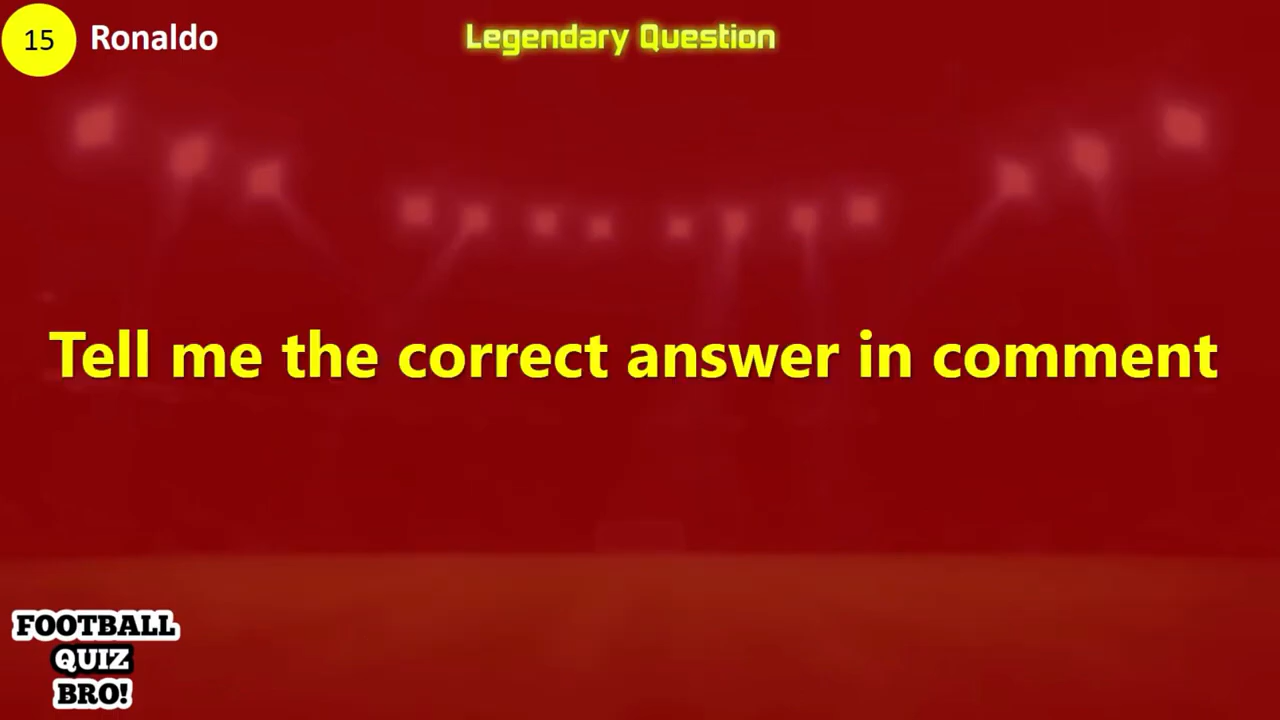 15 Ronaldo
Legendary Question
Tell me the correct answer in comment
FOOTBALL
QUIZ
BRO!